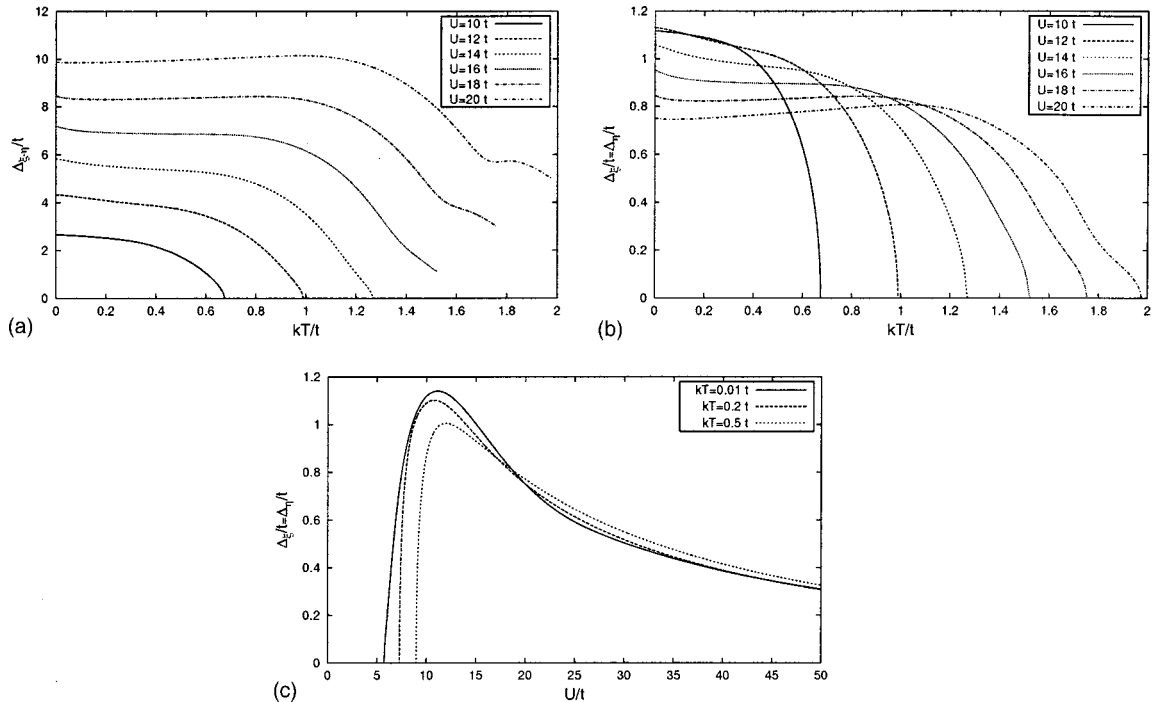 12
10
8
6
4
2
0
Δξ-η/t
U=10 t
U=12 t
U=14 t
U=16 t
U=18 t
U=20 t
0 0.2 0.4 0.6 0.8 1 1.2 1.4 1.6 1.8 2
(a)
kT/t
1.2
1
0.8
0.6
0.4
0.2
0
Δξ/t=Δη/t
U=10 t
U=12 t
U=14 t
U=16 t
U=18 t
U=20 t
0 0.2 0.4 0.6 0.8 1 1.2 1.4 1.6 1.8 2
(b)
kT/t
1.2
1
0.8
0.6
0.4
0.2
0
Δξ/t=Δη/t
kT=0.01 t
kT=0.2 t
kT=0.5 t
0 5 10 15 20 25 30 35 40 45 50
(c)
U/t